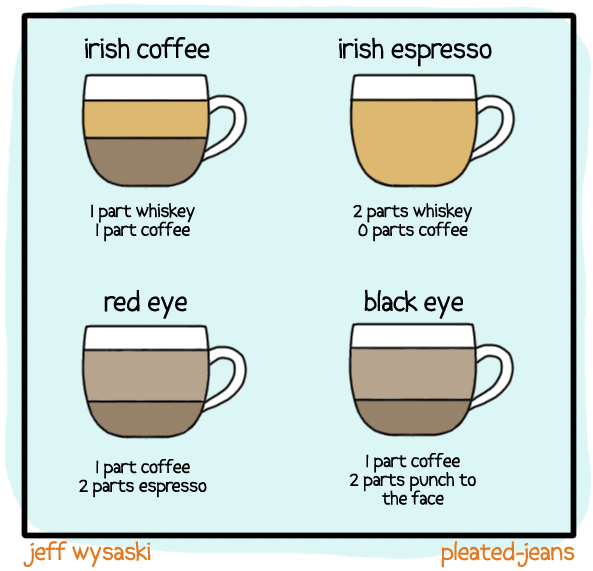 irish coffee
irish espresso
1 part whiskey
1 part coffee
2 parts whiskey
0 parts coffee
red eye
black eye
1 part coffee
2 parts espresso
1 part coffee
2 parts punch to
the face
jeff wysaski
pleated-jeans